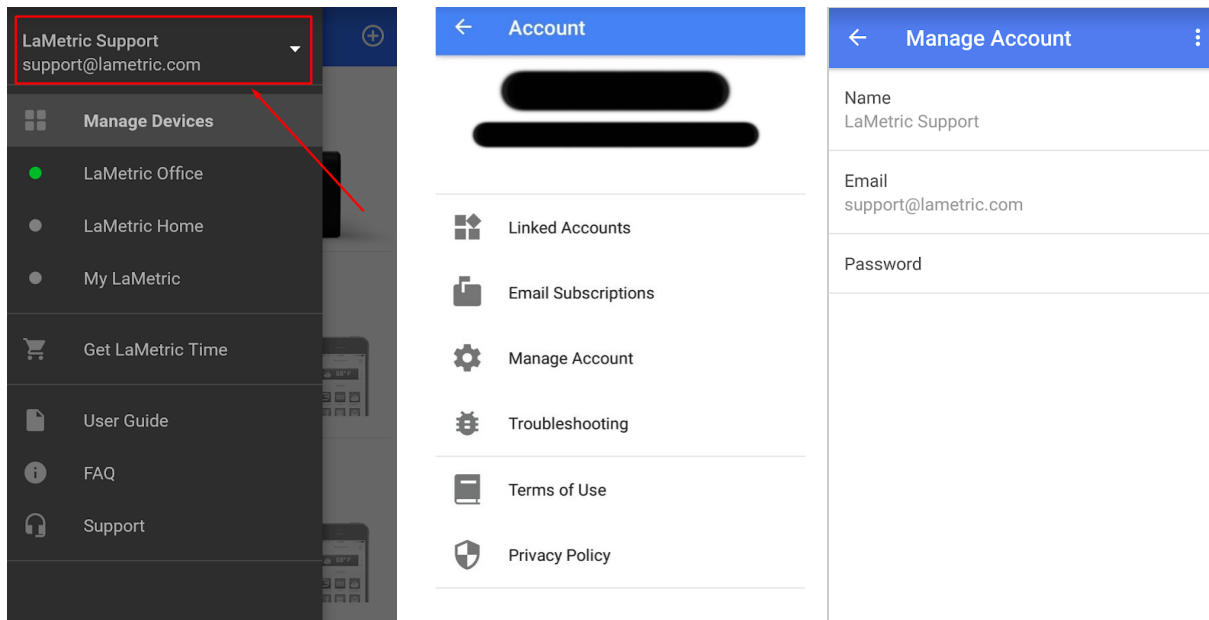 LaMetric Support
support@lametric.com
Manage Devices
LaMetric Office
LaMetric Home
My LaMetric
Get LaMetric Time
User Guide
FAQ
Support
Account
Linked Accounts
Email Subscriptions
Manage Account
Troubleshooting
Terms of Use
Privacy Policy
Manage Account
Name
LaMetric Support
Email
support@lametric.com
Password